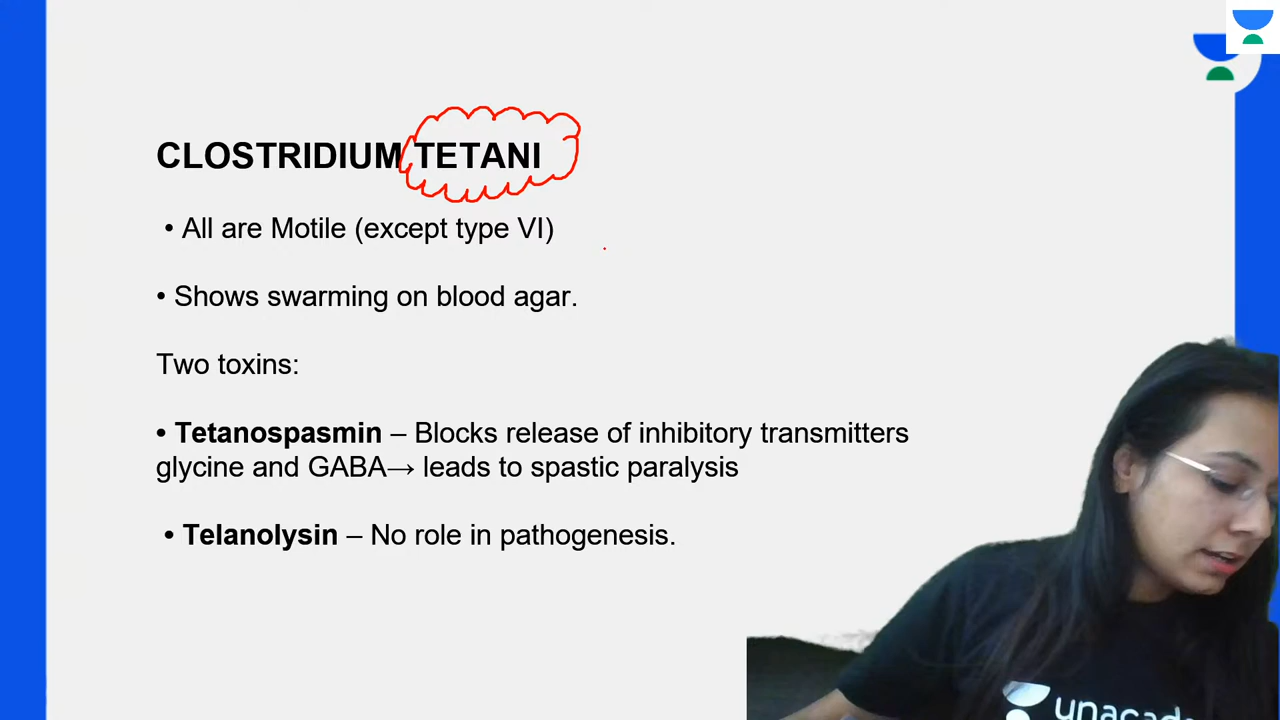 CLOSTRIDIUM TETANI
• All are Motile (except type VI)
• Shows swarming on blood agar.
Two toxins:
• Tetanospasmin – Blocks release of inhibitory transmitters
glycine and GABA→ leads to spastic paralysis
• Telanolysin – No role in pathogenesis.